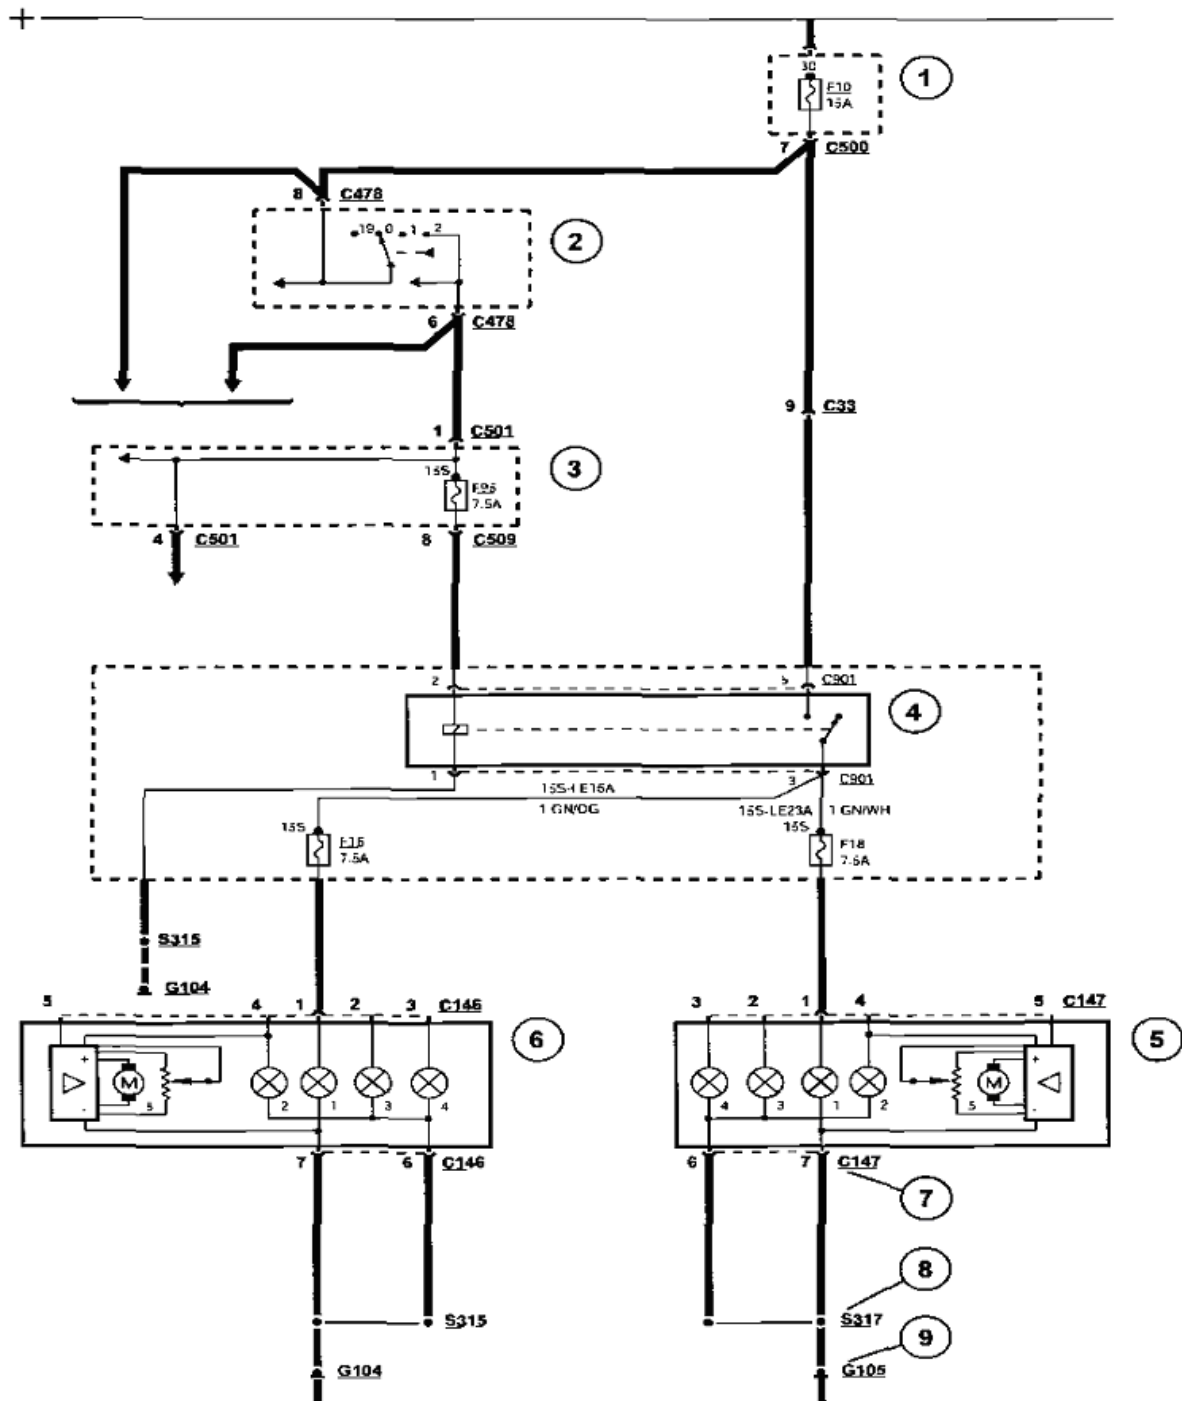 +
30
1
F10
15A
7 C500
8 C478
19 0 1 2
2
6 C478
9 C33
1 C501
3
15S
F95
7.5A
4 C501
8 C509
2 5 C901
4
1 3 C901
15S-LE15A
1 GN/OG
15S-LE23A 1 GN/WH
15S 15S
F16 F18
7.5A 7.5A
S315
G104
5 4 1 2 3 C146
3 2 1 4 5 C147
6
5
+ M - 5 2 1 3 4
4 3 1 2 5 M + -
7 6 C146
6 7 C147
7
8
S315
S317
9
G104
G105